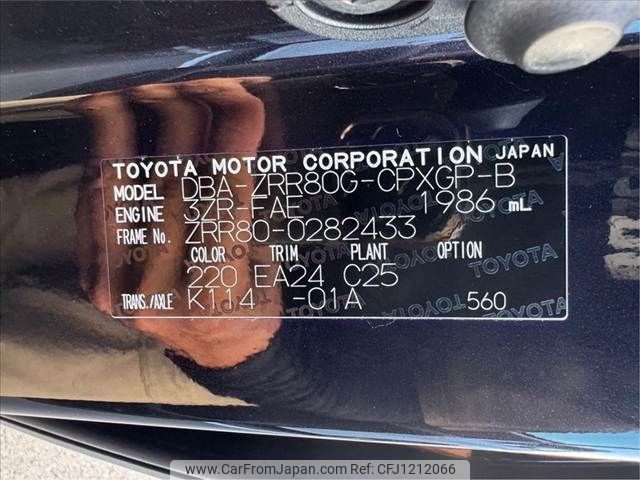 TOYOTA MOTOR CORPORATION JAPAN
MODEL DBA-ZRR80G-CPXGP-B
ENGINE 3ZR-FAE 1986 mL
FRAME No. ZRR80-0282433
COLOR TRIM PLANT OPTION
220 EA24 C25
TRANS./AXLE K114 -01A 560
www.CarFromJapan.com - CFJ1212066